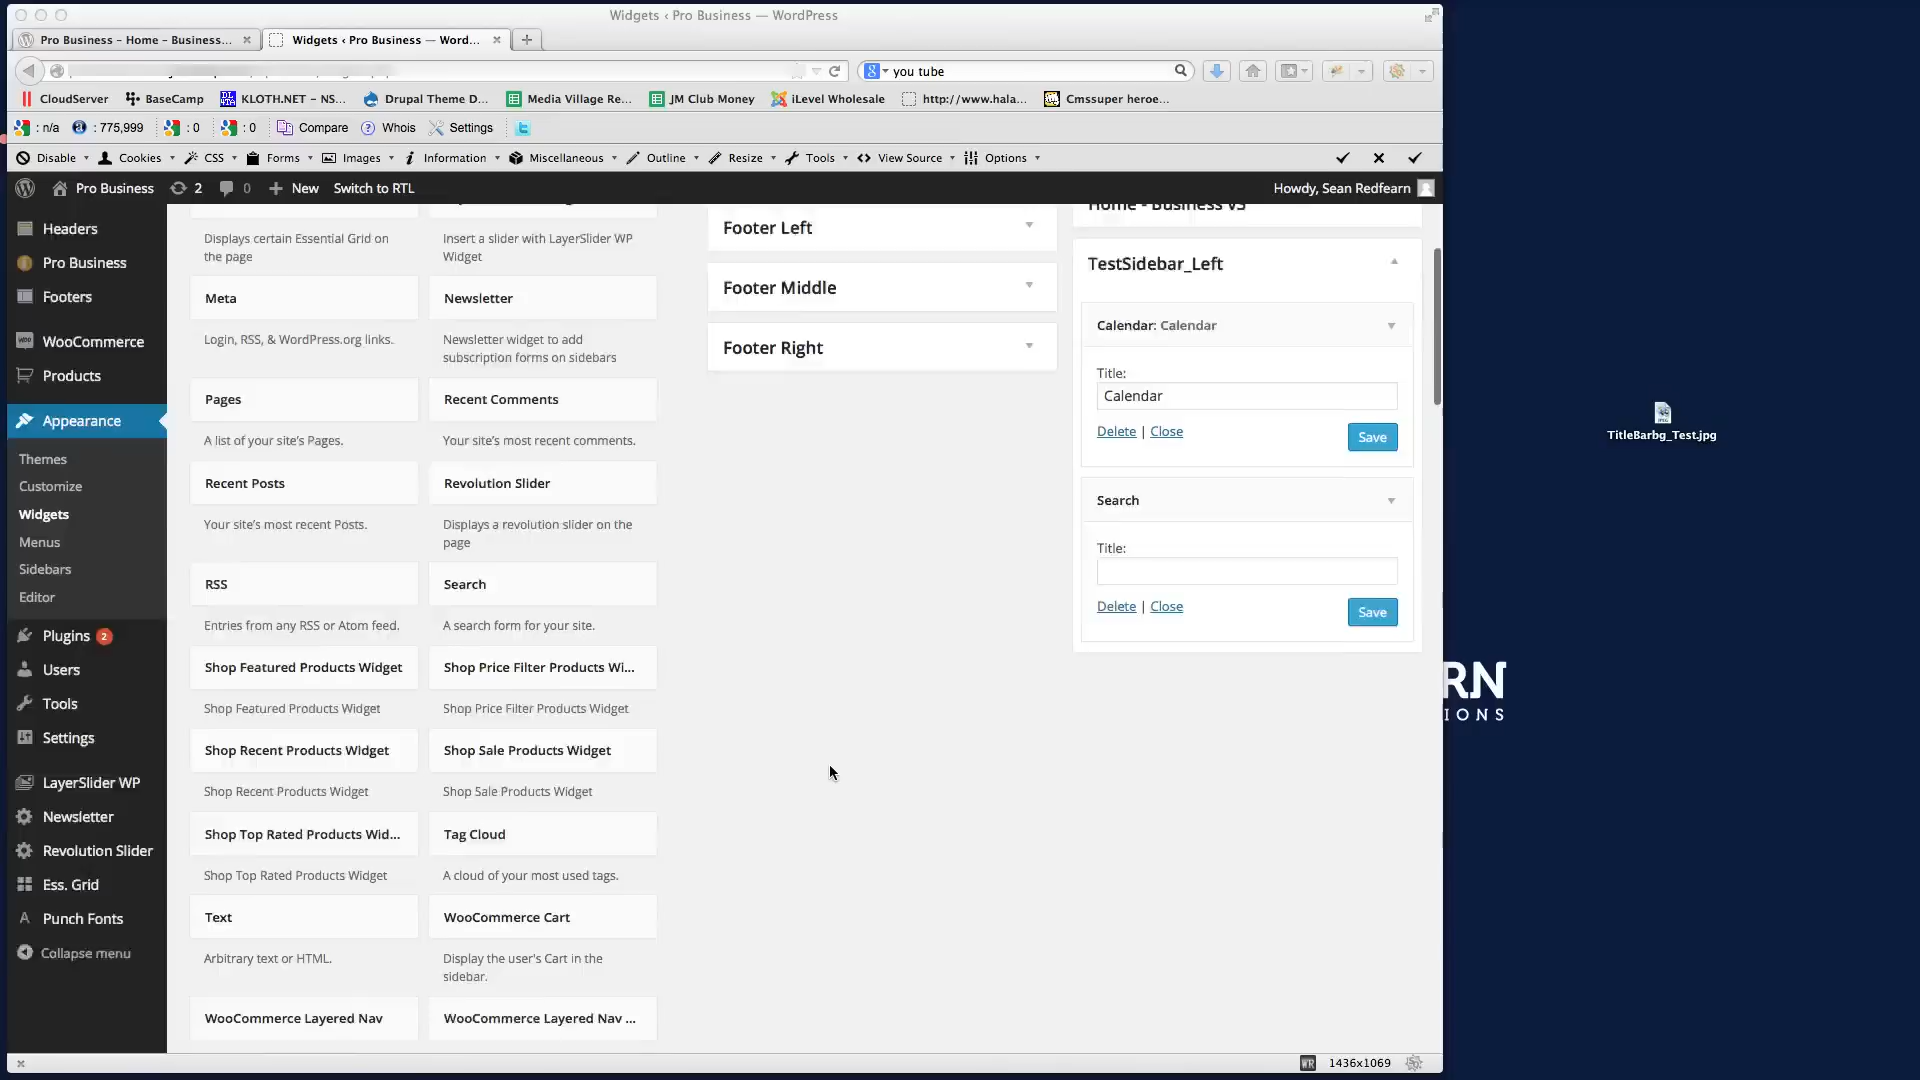 Widgets ‹ Pro Business — WordPress
Pro Business – Home – Business...
Widgets ‹ Pro Business — Word...
you tube
CloudServer
BaseCamp
KLOTH.NET – NS...
Drupal Theme D...
Media Village Re...
JM Club Money
iLevel Wholesale
http://www.hala...
Cmssuper heroe...
: n/a
: 775,999
: 0
: 0
Compare
Whois
Settings
Disable
Cookies
CSS
Forms
Images
Information
Miscellaneous
Outline
Resize
Tools
View Source
Options
Pro Business
2
0
New
Switch to RTL
Howdy, Sean Redfearn
Headers
Pro Business
Footers
WooCommerce
Products
Appearance
Themes
Customize
Widgets
Menus
Sidebars
Editor
Plugins 2
Users
Tools
Settings
LayerSlider WP
Newsletter
Revolution Slider
Ess. Grid
Punch Fonts
Collapse menu
Displays certain Essential Grid on
the page
Insert a slider with LayerSlider WP
Widget
Meta
Newsletter
Login, RSS, & WordPress.org links.
Newsletter widget to add
subscription forms on sidebars
Pages
Recent Comments
A list of your site's Pages.
Your site's most recent comments.
Recent Posts
Revolution Slider
Your site's most recent Posts.
Displays a revolution slider on the
page
RSS
Search
Entries from any RSS or Atom feed.
A search form for your site.
Shop Featured Products Widget
Shop Price Filter Products Wi...
Shop Featured Products Widget
Shop Price Filter Products Widget
Shop Recent Products Widget
Shop Sale Products Widget
Shop Recent Products Widget
Shop Sale Products Widget
Shop Top Rated Products Wid...
Tag Cloud
Shop Top Rated Products Widget
A cloud of your most used tags.
Text
WooCommerce Cart
Arbitrary text or HTML.
Display the user's Cart in the
sidebar.
WooCommerce Layered Nav
WooCommerce Layered Nav ...
Footer Left
Footer Middle
Footer Right
Home - Business V3
TestSidebar_Left
Calendar: Calendar
Title:
Calendar
Delete | Close
Save
Search
Title:
Delete | Close
Save
TitleBarbg_Test.jpg
RN
IONS
WR
1436x1069